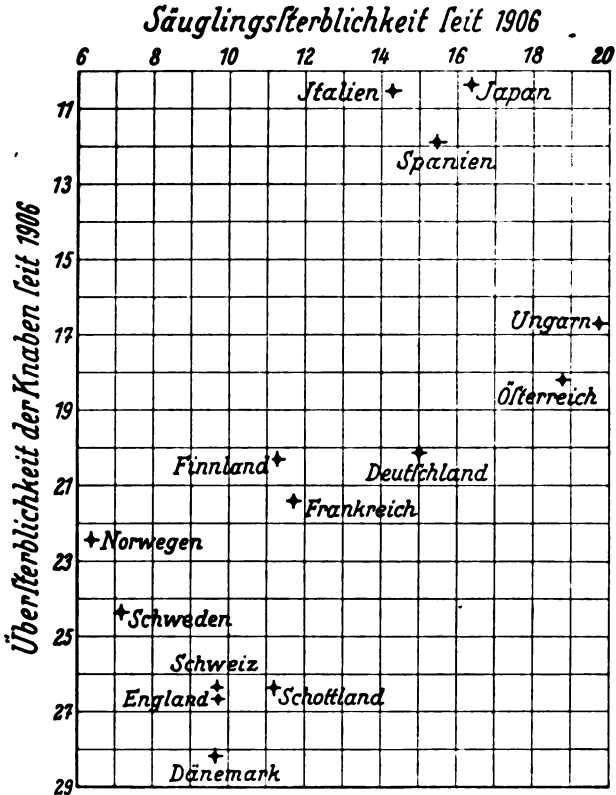 Säuglingsſterblichkeit ſeit 1906
6 8 10 12 14 16 18 20
Überſterblichkeit der Knaben ſeit 1906
11
13
15
17
19
21
23
25
27
29
Italien
Japan
Spanien
Ungarn
Öſterreich
Finnland
Deutſchland
Frankreich
Norwegen
Schweden
Schweiz
England
Schottland
Dänemark